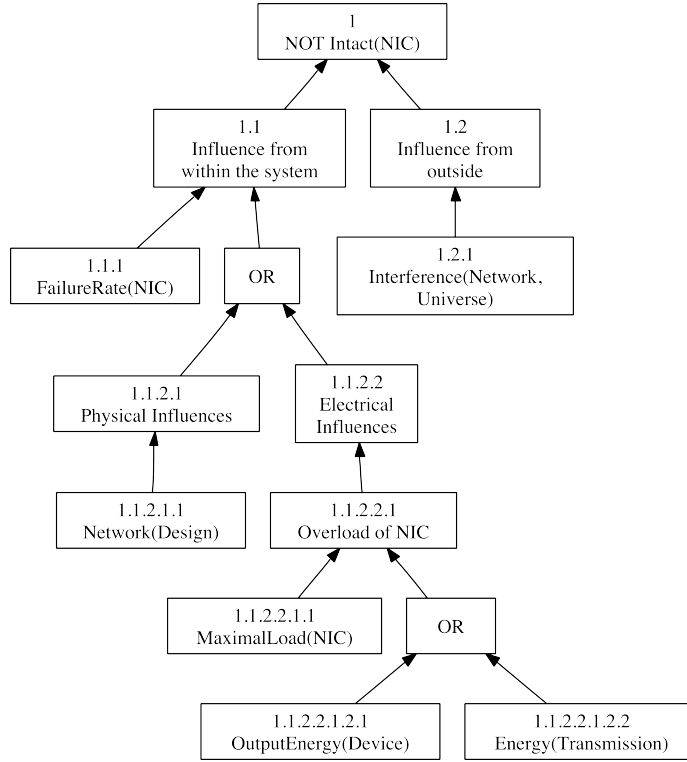 1
NOT Intact(NIC)
1.1
Influence from
within the system
1.2
Influence from
outside
1.1.1
FailureRate(NIC)
OR
1.2.1
Interference(Network,
Universe)
1.1.2.1
Physical Influences
1.1.2.2
Electrical
Influences
1.1.2.1.1
Network(Design)
1.1.2.2.1
Overload of NIC
1.1.2.2.1.1
MaximalLoad(NIC)
OR
1.1.2.2.1.2.1
OutputEnergy(Device)
1.1.2.2.1.2.2
Energy(Transmission)